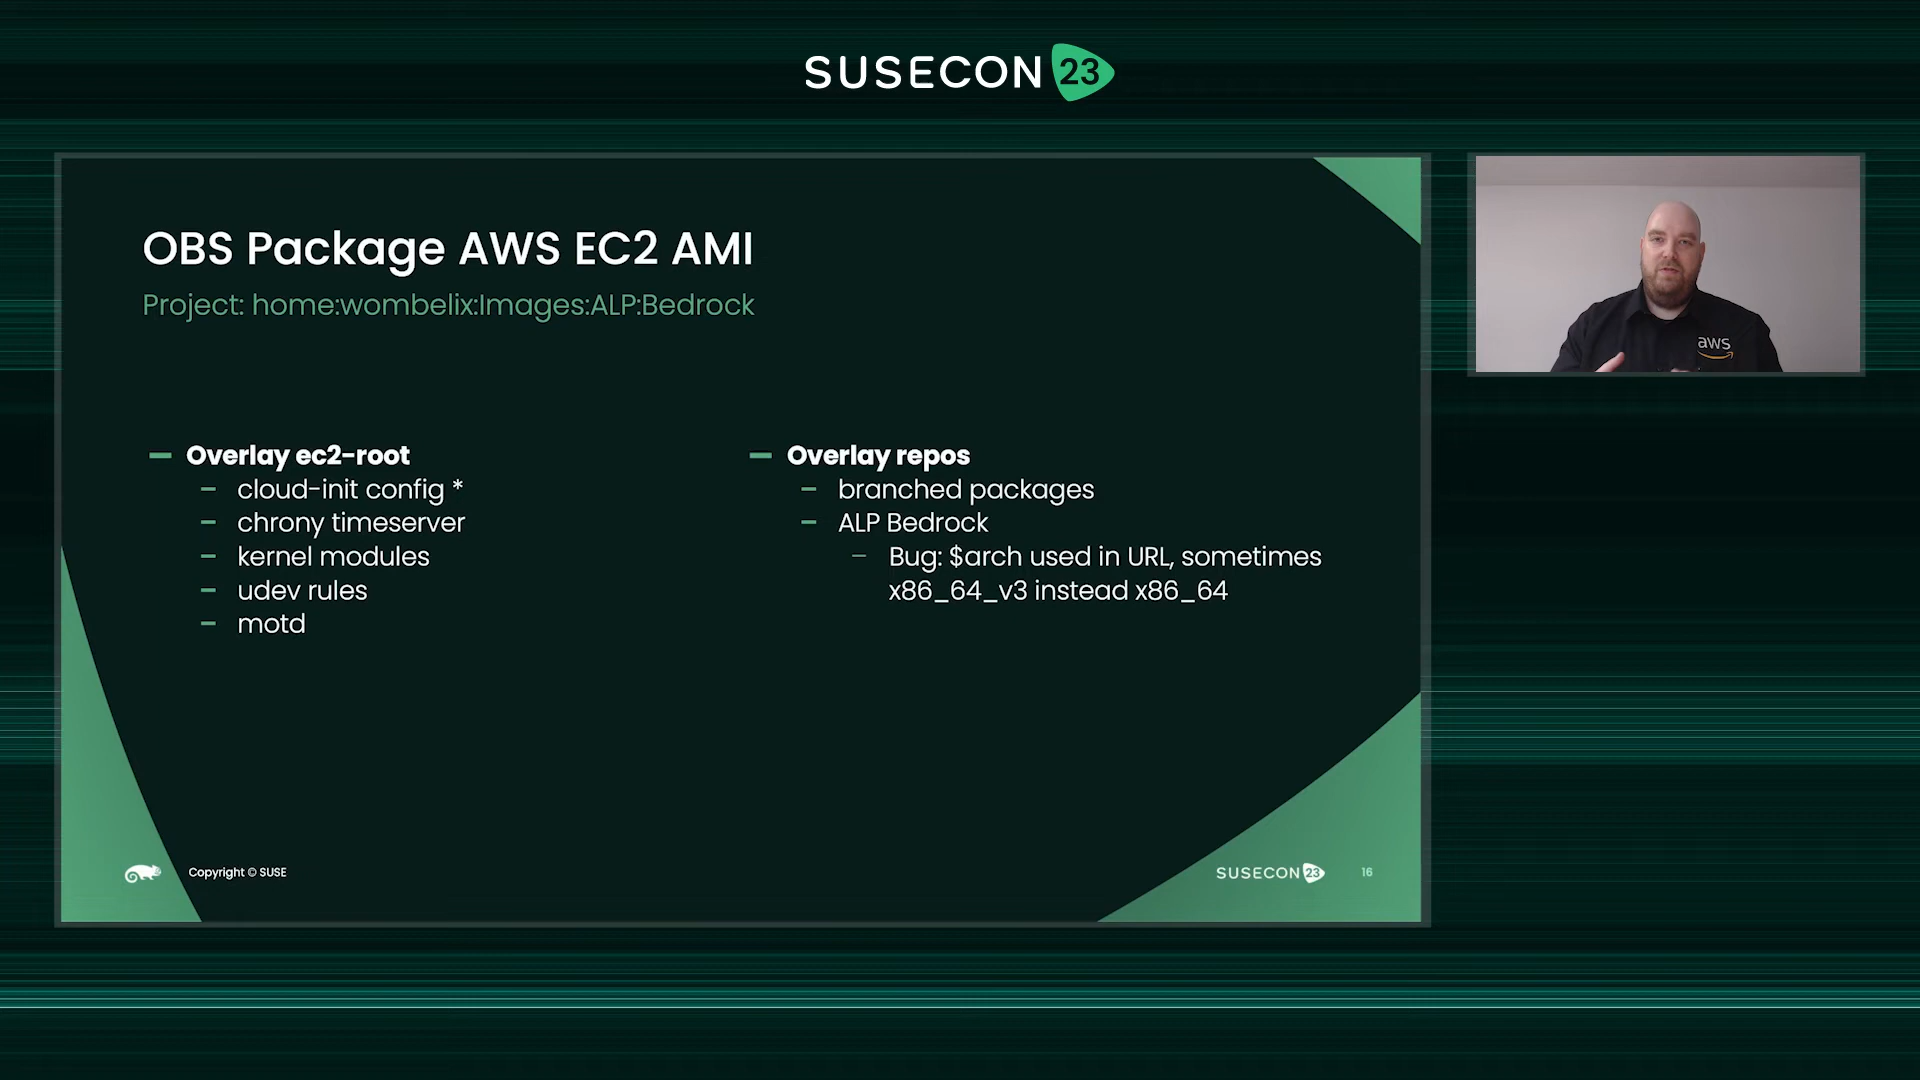 SUSECON 23
OBS Package AWS EC2 AMI
Project: home:wombelix:Images:ALP:Bedrock
Overlay ec2-root
cloud-init config *
chrony timeserver
kernel modules
udev rules
motd
Overlay repos
branched packages
ALP Bedrock
Bug: $arch used in URL, sometimes
x86_64_v3 instead x86_64
aws
Copyright © SUSE
SUSECON 23
16